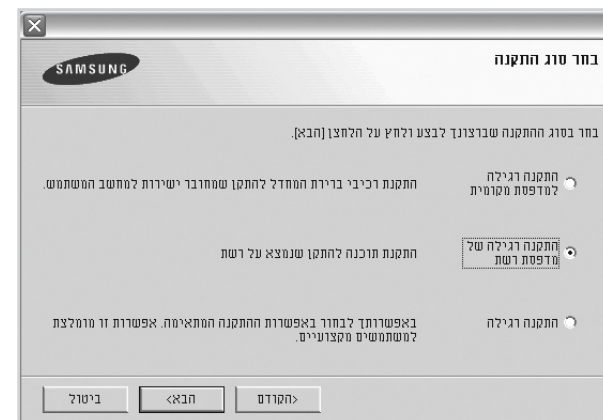 SAMSUNG
בחר סוג התקנה
בחר בסוג ההתקנה שברצונך לבצע ולחץ על הלחצן [הבא].
התקנה רגילה
למדפסת מקומית
התקנת רכיבי ברירת המחדל להתקן שמחובר ישירות למחשב המשתמש.
התקנה רגילה של
מדפסת רשת
התקנת תוכנה להתקן שנמצא על רשת
התקנה רגילה
באפשרותך לבחור באפשרות ההתקנה המתאימה. אפשרות זו מומלצת
למשתמשים מקצועיים.
<הקודם
הבא>
ביטול